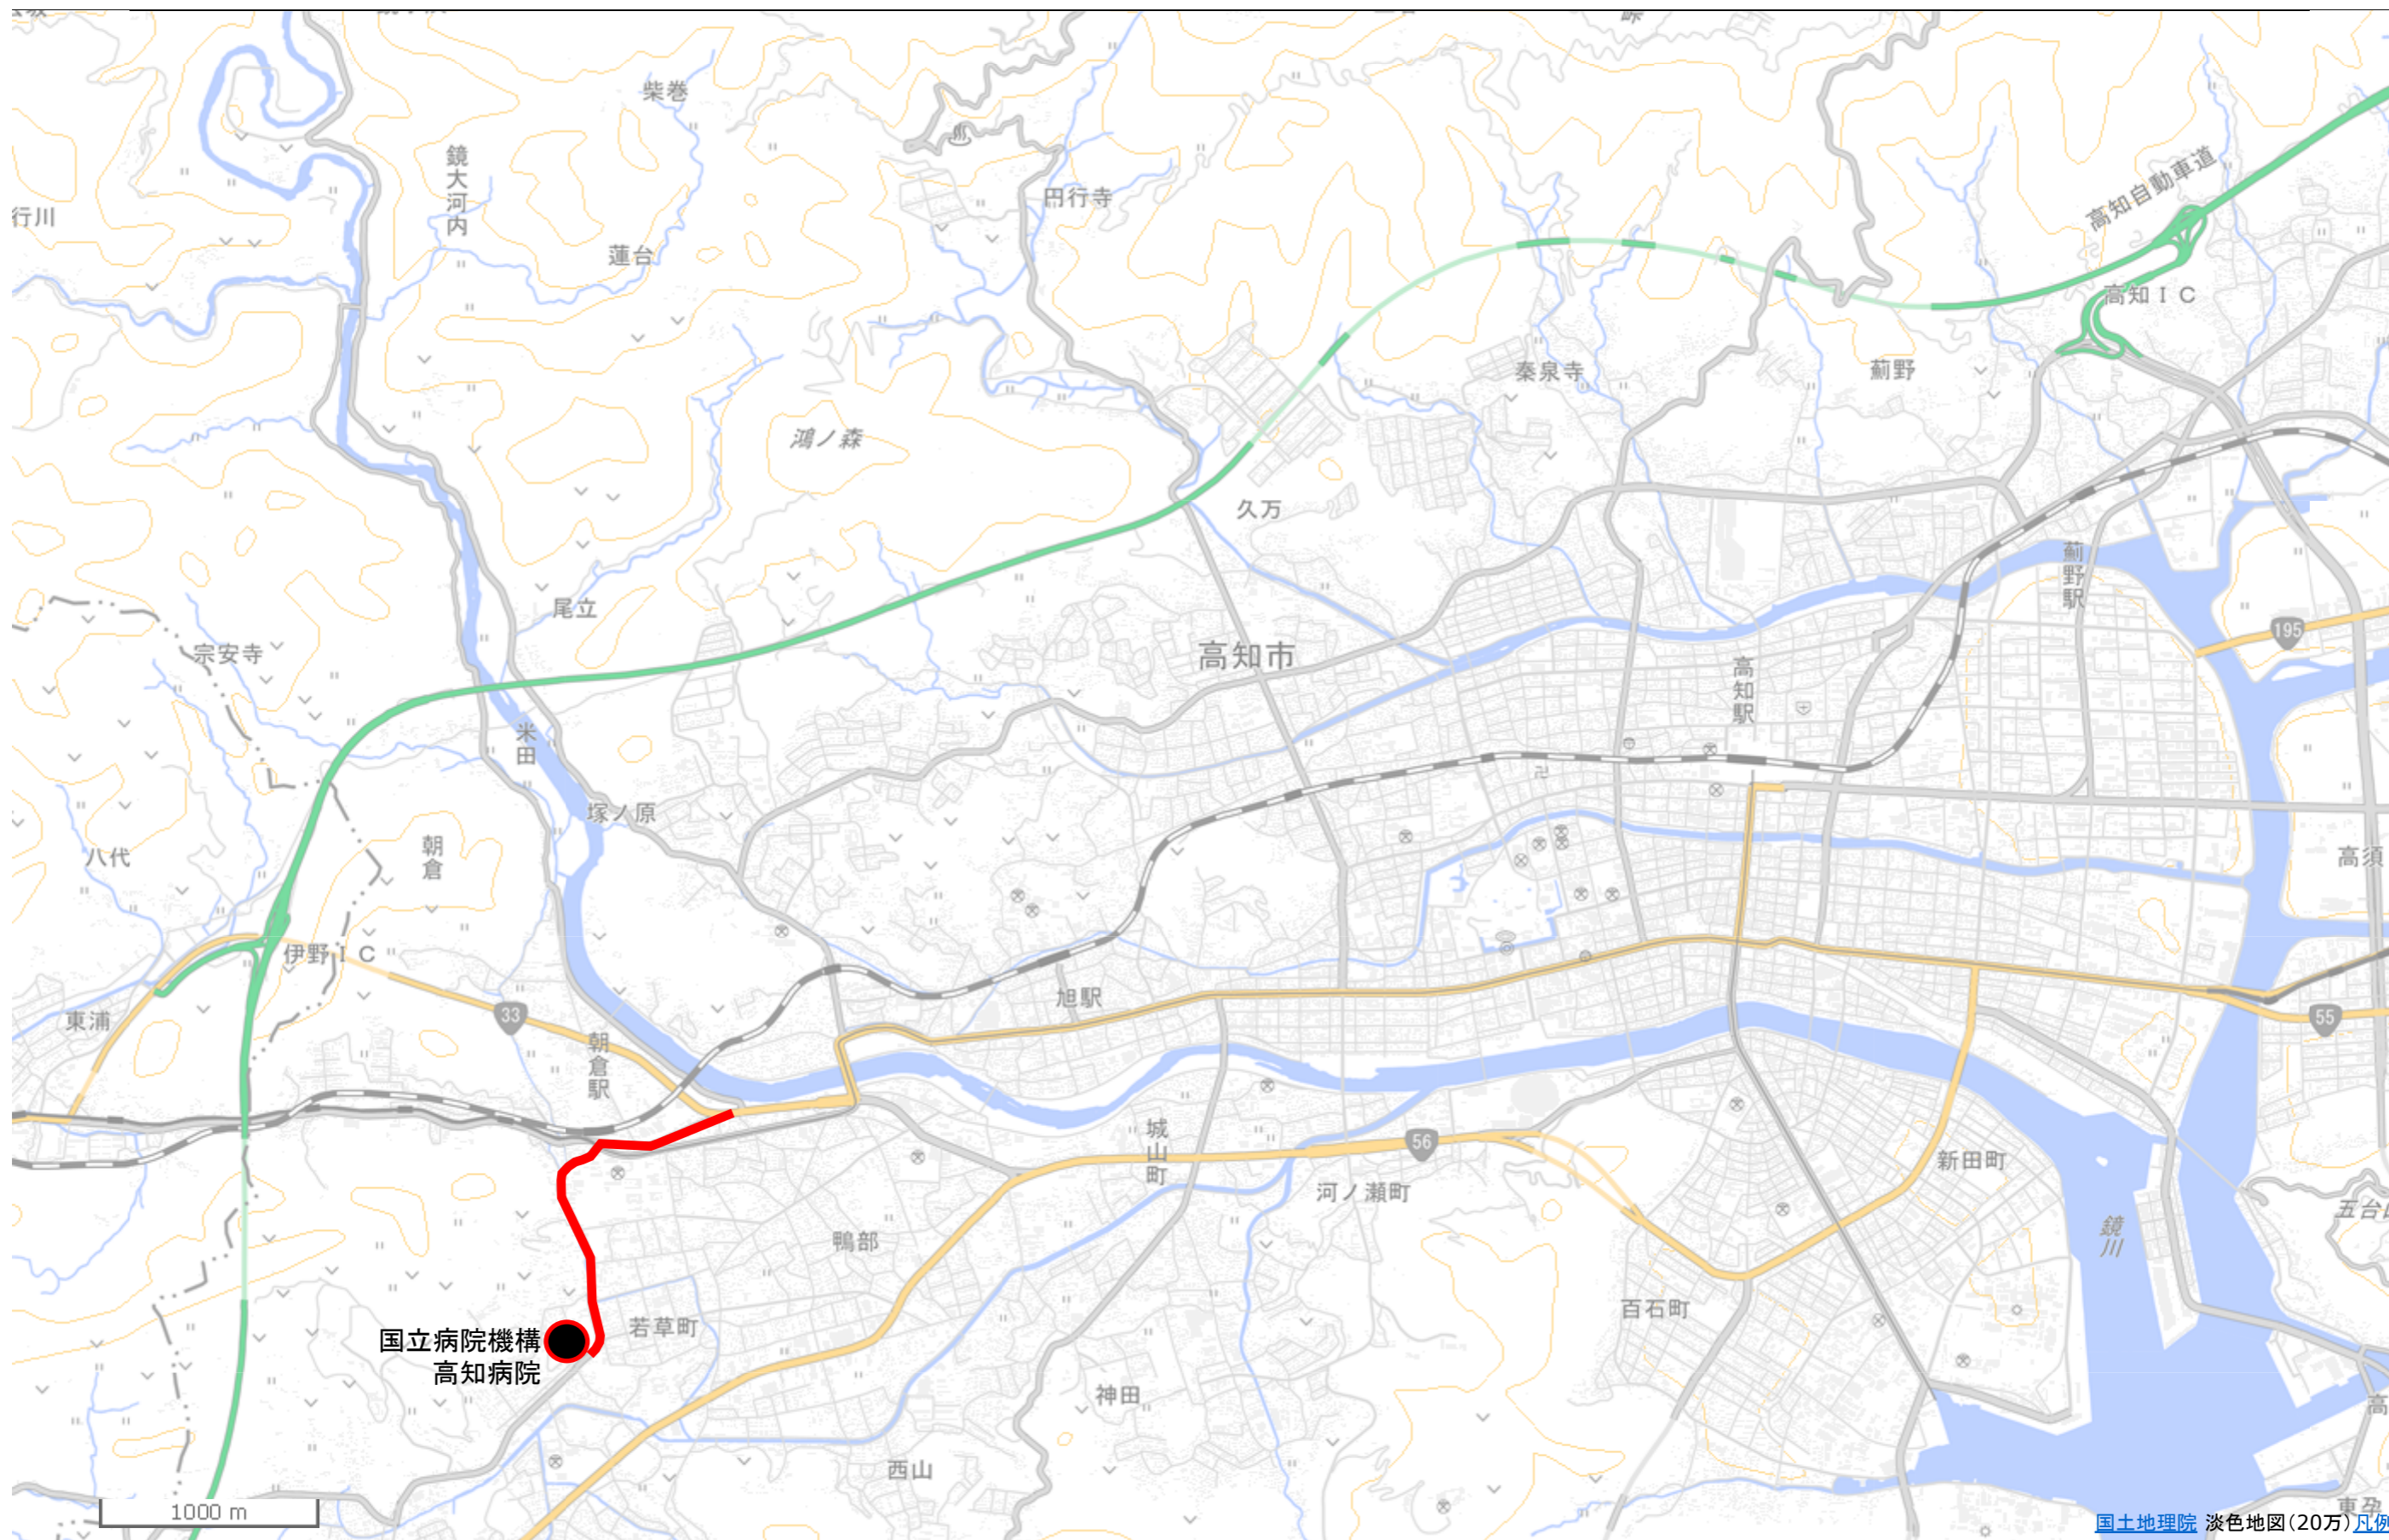 柴巻
鏡大河内
円行寺
行川
蓮台
高知自動車道
高知IC
秦泉寺
薊野
鴻ノ森
久万
薊野駅
尾立
宗安寺
高知市
195
高知駅
米田
塚ノ原
朝倉
八代
高須
伊野IC
旭駅
東浦
33
55
朝倉駅
城山町
56
新田町
河ノ瀬町
鴨部
鏡川
百石町
若草町
国立病院機構
高知病院
神田
西山
1000 m
国土地理院 淡色地図(20万)凡例